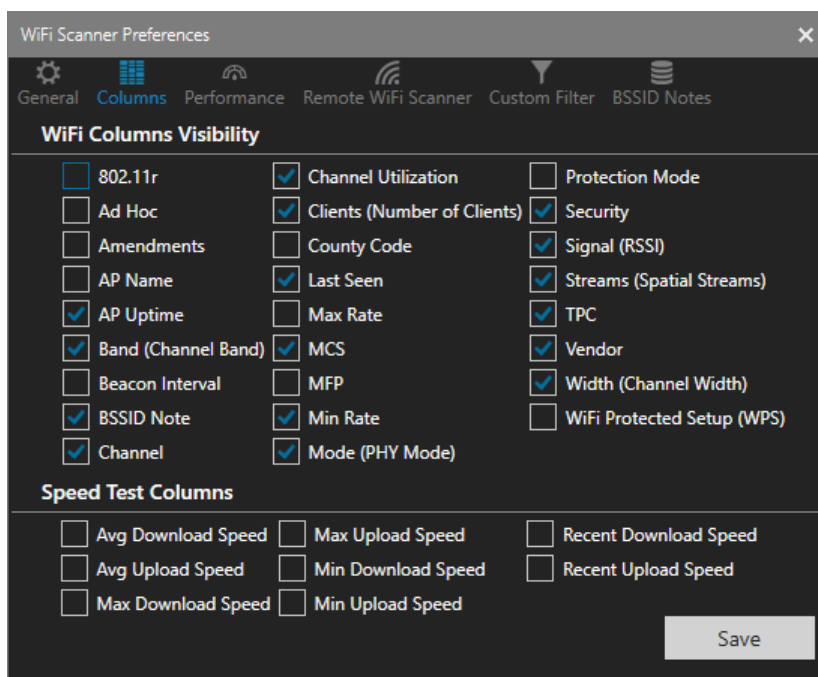 WiFi Scanner Preferences
General Columns Performance Remote WiFi Scanner Custom Filter BSSID Notes
WiFi Columns Visibility
802.11r Channel Utilization Protection Mode
Ad Hoc Clients (Number of Clients) Security
Amendments County Code Signal (RSSI)
AP Name Last Seen Streams (Spatial Streams)
AP Uptime Max Rate TPC
Band (Channel Band) MCS Vendor
Beacon Interval MFP Width (Channel Width)
BSSID Note Min Rate WiFi Protected Setup (WPS)
Channel Mode (PHY Mode)
Speed Test Columns
Avg Download Speed Max Upload Speed Recent Download Speed
Avg Upload Speed Min Download Speed Recent Upload Speed
Max Download Speed Min Upload Speed
Save